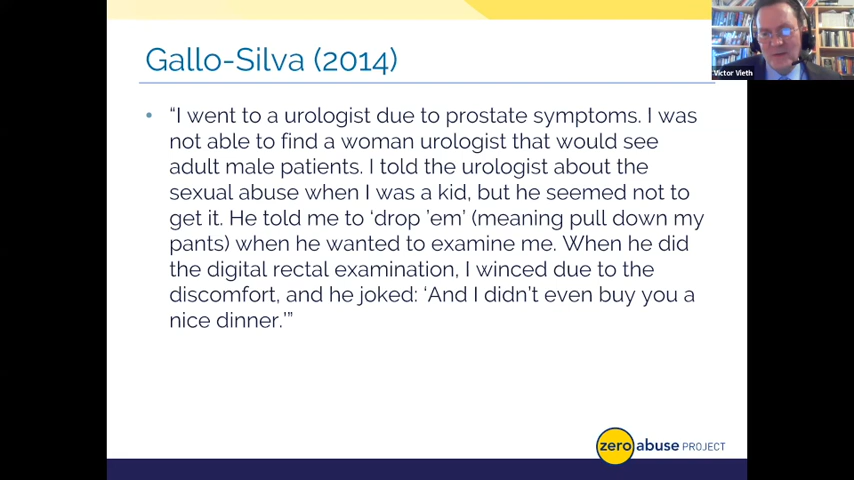 Gallo-Silva (2014)
Victor Vieth
• “I went to a urologist due to prostate symptoms. I was
not able to find a woman urologist that would see
adult male patients. I told the urologist about the
sexual abuse when I was a kid, but he seemed not to
get it. He told me to ‘drop ’em’ (meaning pull down my
pants) when he wanted to examine me. When he did
the digital rectal examination, I winced due to the
discomfort, and he joked: ‘And I didn’t even buy you a
nice dinner.’”
zero abuse PROJECT